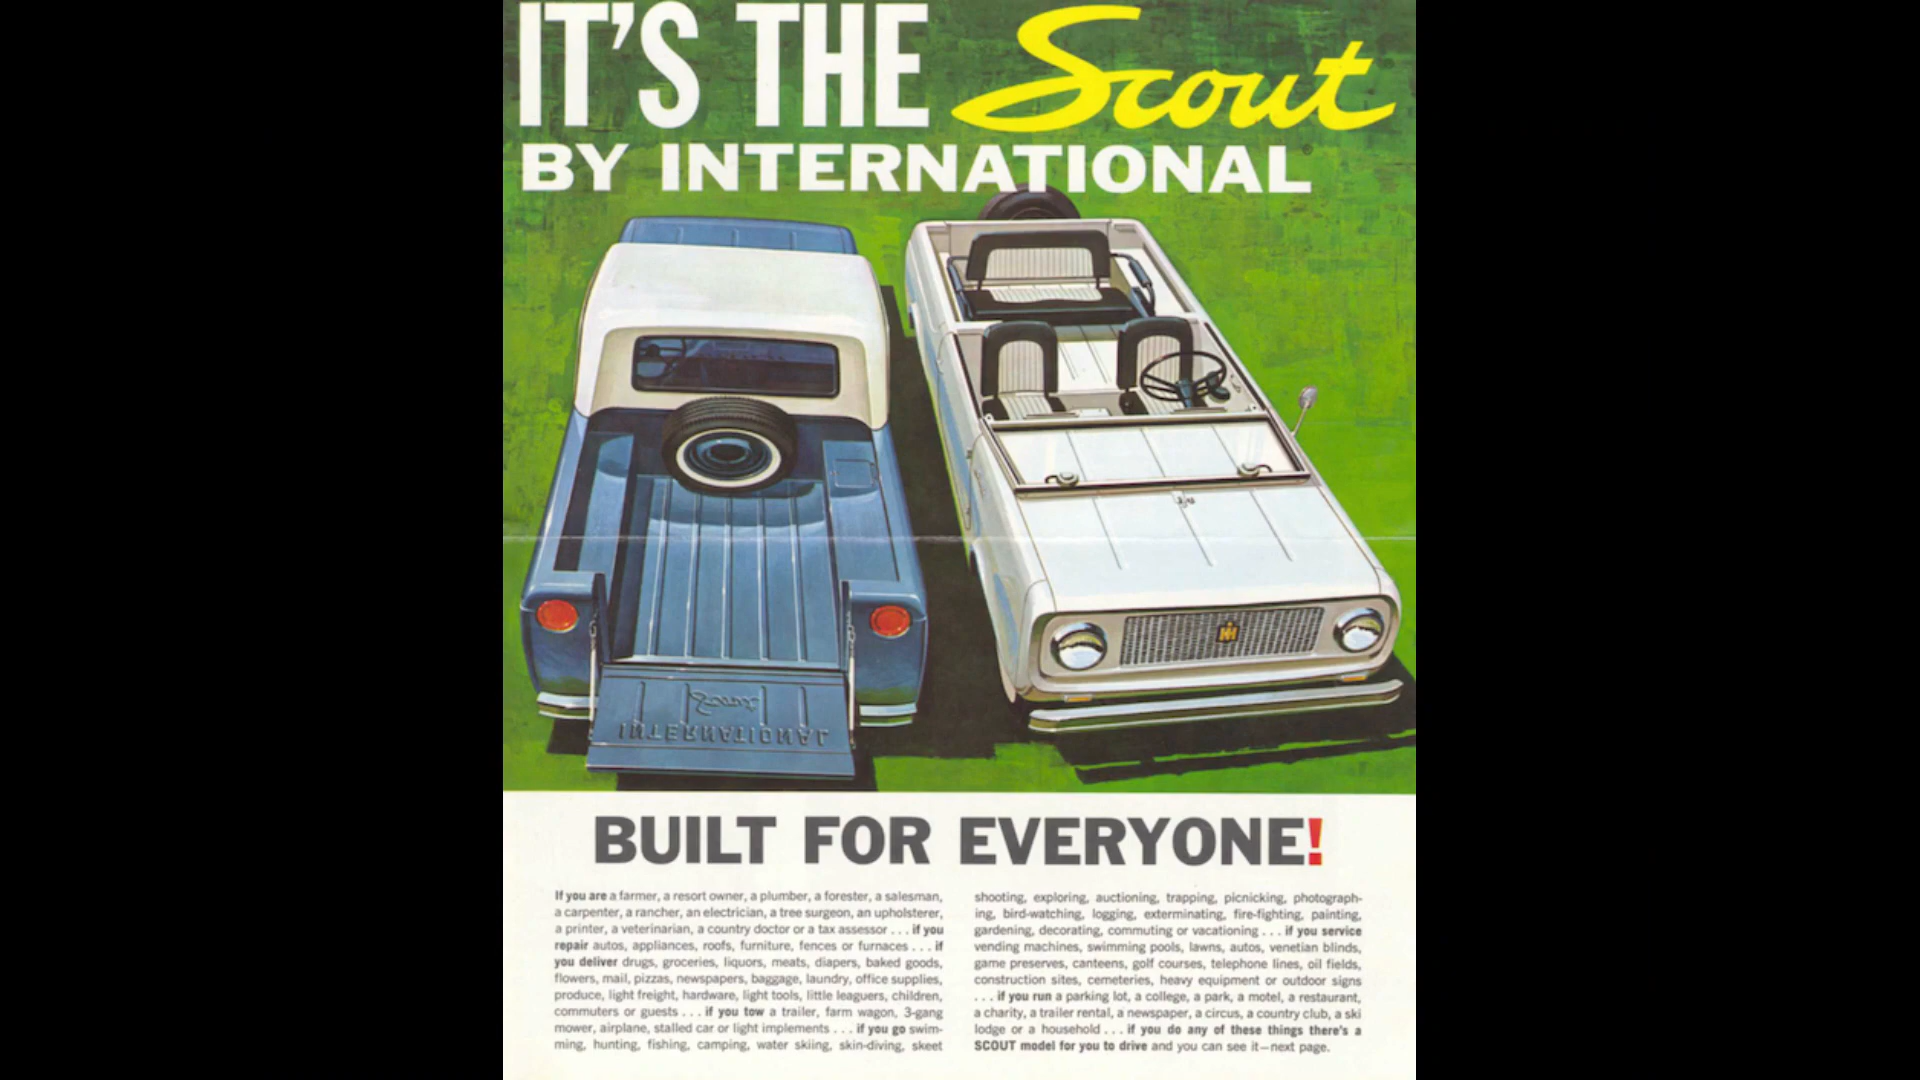 IT'S THE Scout
BY INTERNATIONAL®
Scout
INTERNATIONAL
IH
BUILT FOR EVERYONE!
If you are a farmer, a resort owner, a plumber, a forester, a salesman,
a carpenter, a rancher, an electrician, a tree surgeon, an upholsterer,
a printer, a veterinarian, a country doctor or a tax assessor . . . if you
repair autos, appliances, roofs, furniture, fences or furnaces . . . if
you deliver drugs, groceries, liquors, meats, diapers, baked goods,
flowers, mail, pizzas, newspapers, baggage, laundry, office supplies,
produce, light freight, hardware, light tools, little leaguers, children,
commuters or guests . . . if you tow a trailer, farm wagon, 3-gang
mower, airplane, stalled car or light implements . . . if you go swim-
ming, hunting, fishing, camping, water skiing, skin-diving, skeet
shooting, exploring, auctioning, trapping, picnicking, photograph-
ing, bird-watching, logging, exterminating, fire-fighting, painting,
gardening, decorating, commuting or vacationing . . . if you service
vending machines, swimming pools, lawns, autos, venetian blinds,
game preserves, canteens, golf courses, telephone lines, oil fields,
construction sites, cemeteries, heavy equipment or outdoor signs
. . . if you run a parking lot, a college, a park, a motel, a restaurant,
a charity, a trailer rental, a newspaper, a circus, a country club, a ski
lodge or a household . . . if you do any of these things there's a
SCOUT model for you to drive and you can see it—next page.